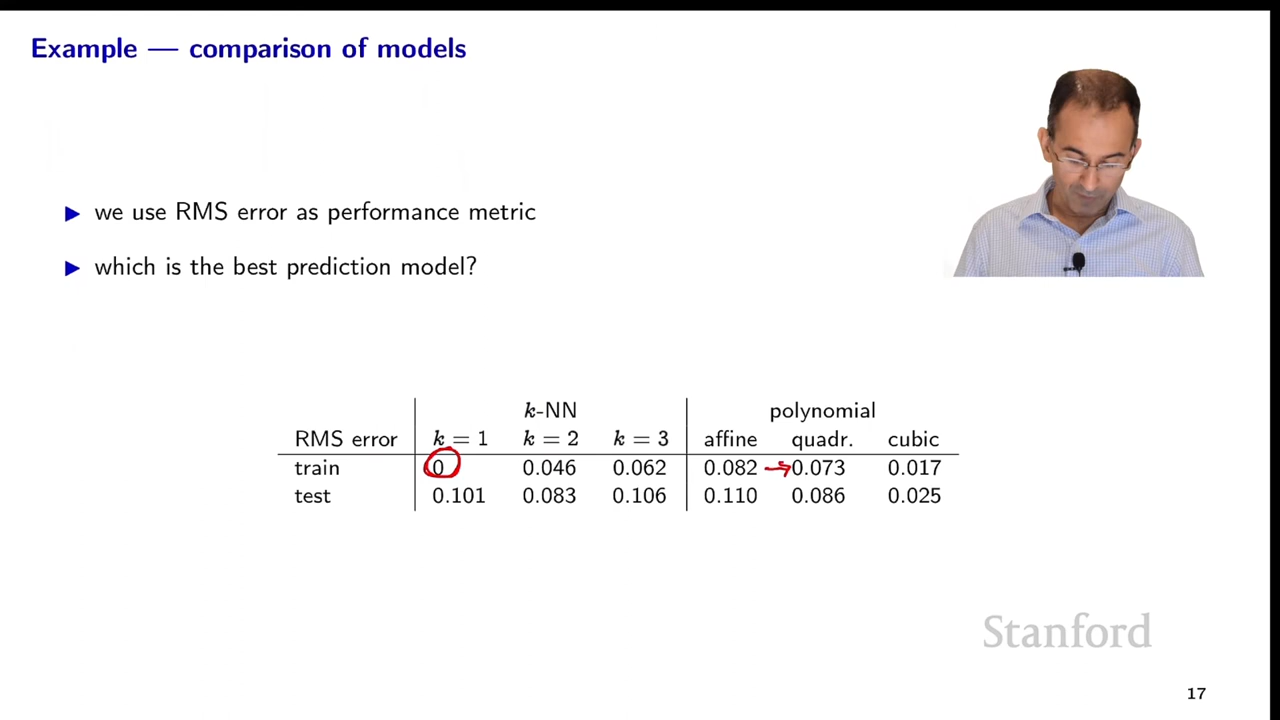 Example — comparison of models
▶ we use RMS error as performance metric
▶ which is the best prediction model?
k-NN polynomial
RMS error k = 1 k = 2 k = 3 affine quadr. cubic
train 0 0.046 0.062 0.082 → 0.073 0.017
test 0.101 0.083 0.106 0.110 0.086 0.025
Stanford
17